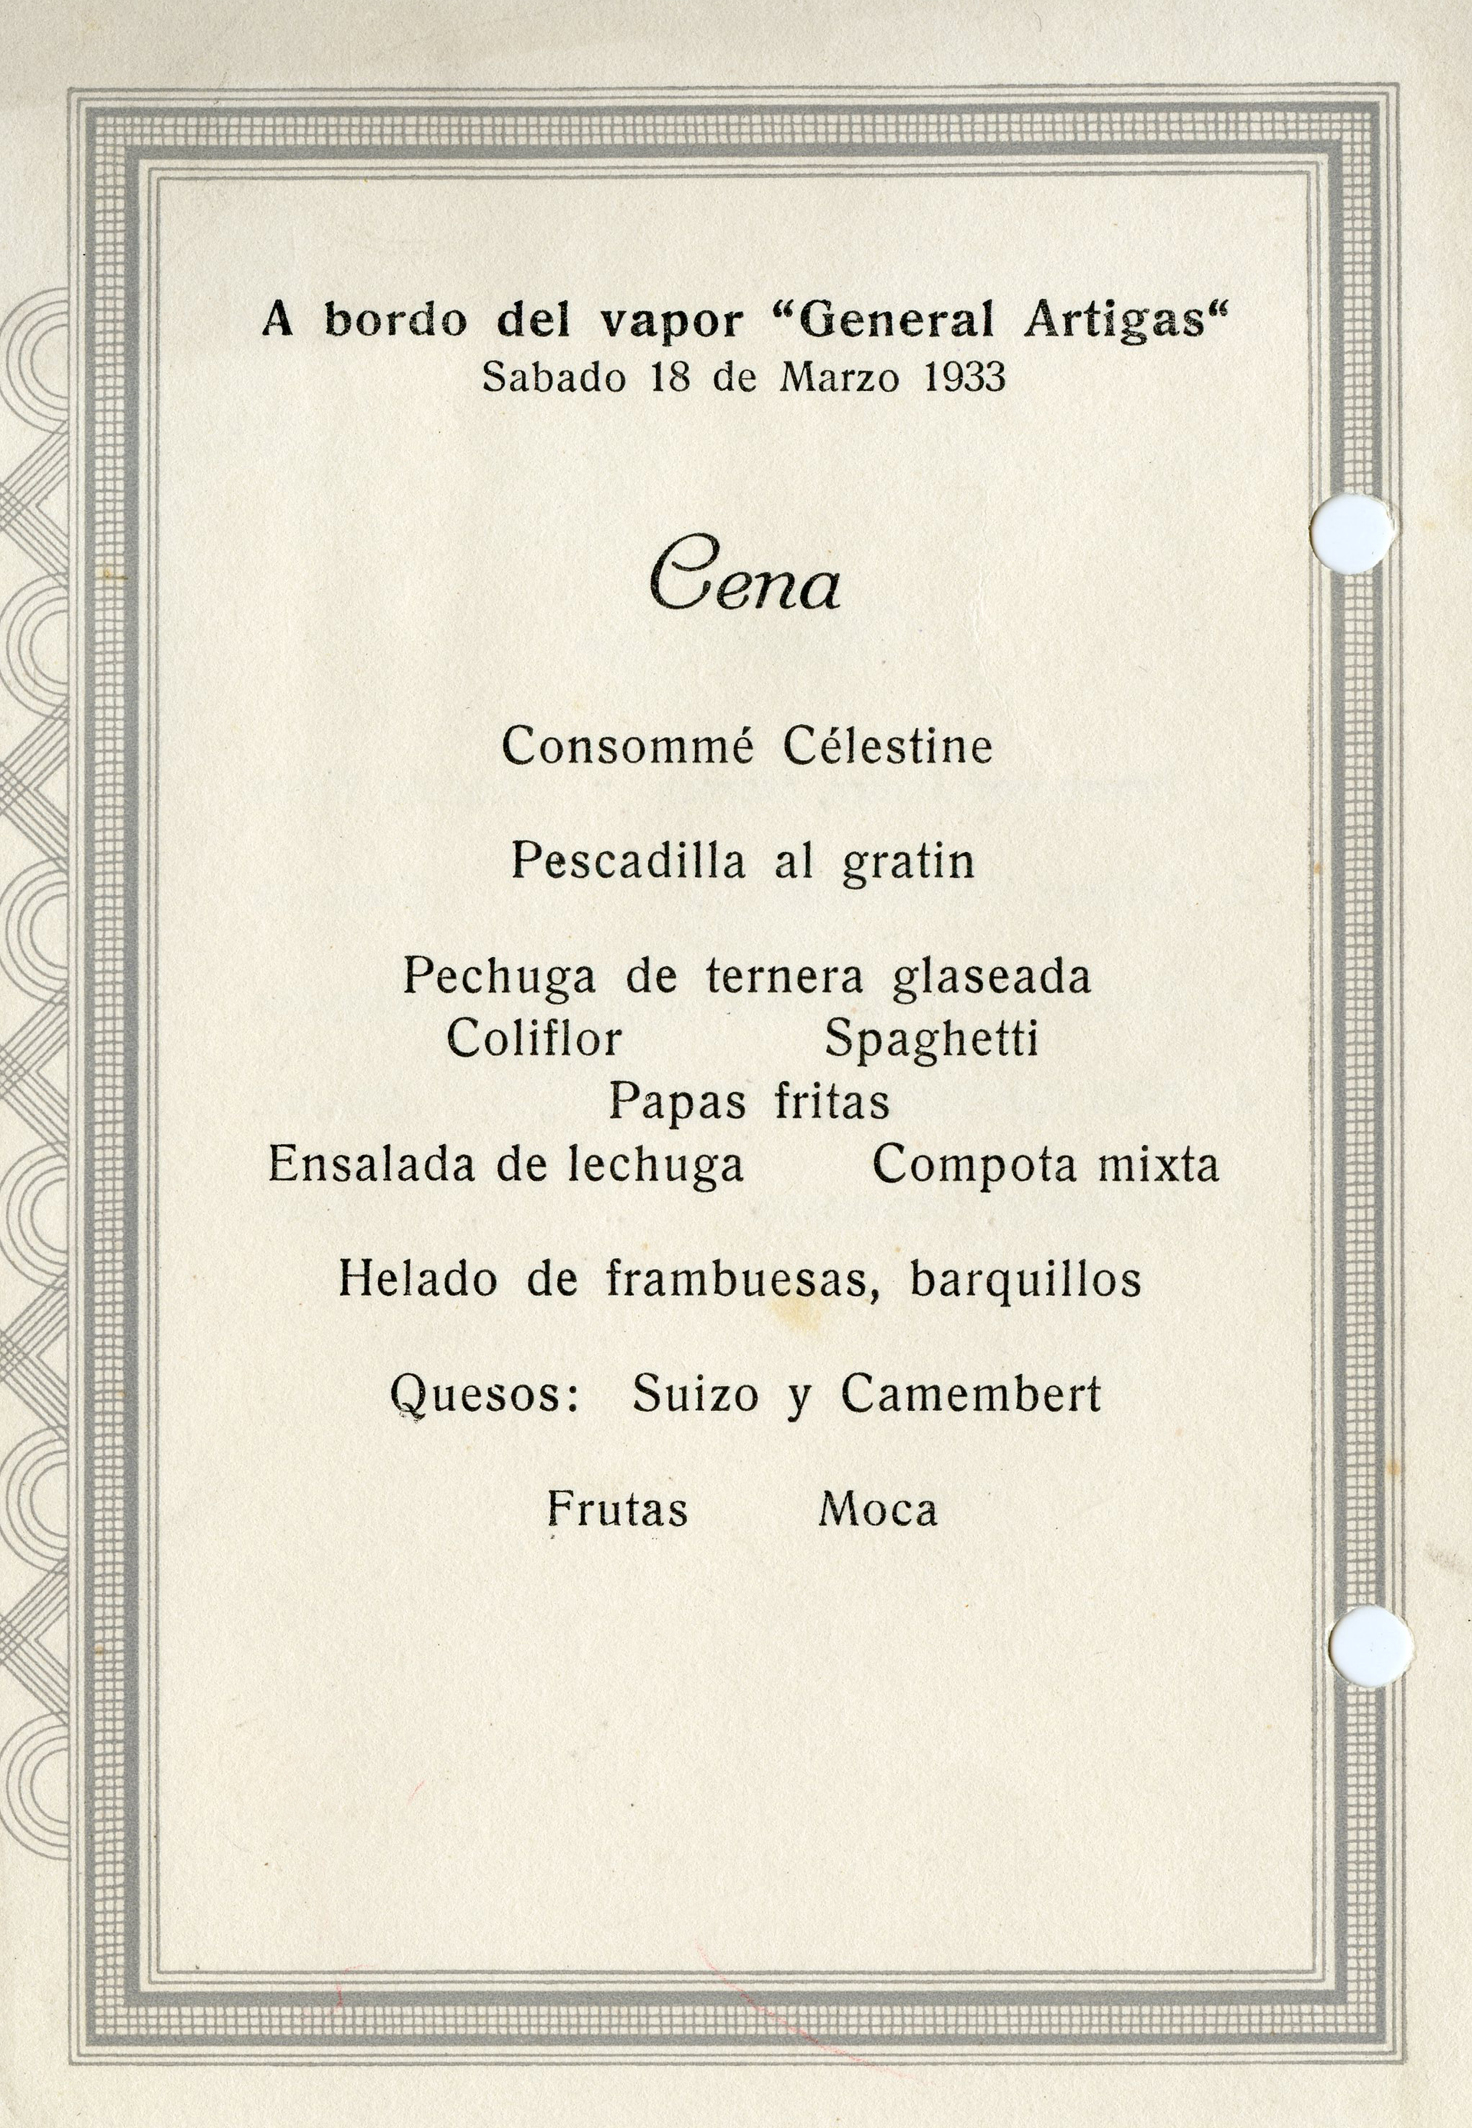 A bordo del vapor “General Artigas“
Sabado 18 de Marzo 1933
Cena
Consommé Célestine
Pescadilla al gratin
Pechuga de ternera glaseada
Coliflor Spaghetti
Papas fritas
Ensalada de lechuga Compota mixta
Helado de frambuesas, barquillos
Quesos: Suizo y Camembert
Frutas Moca